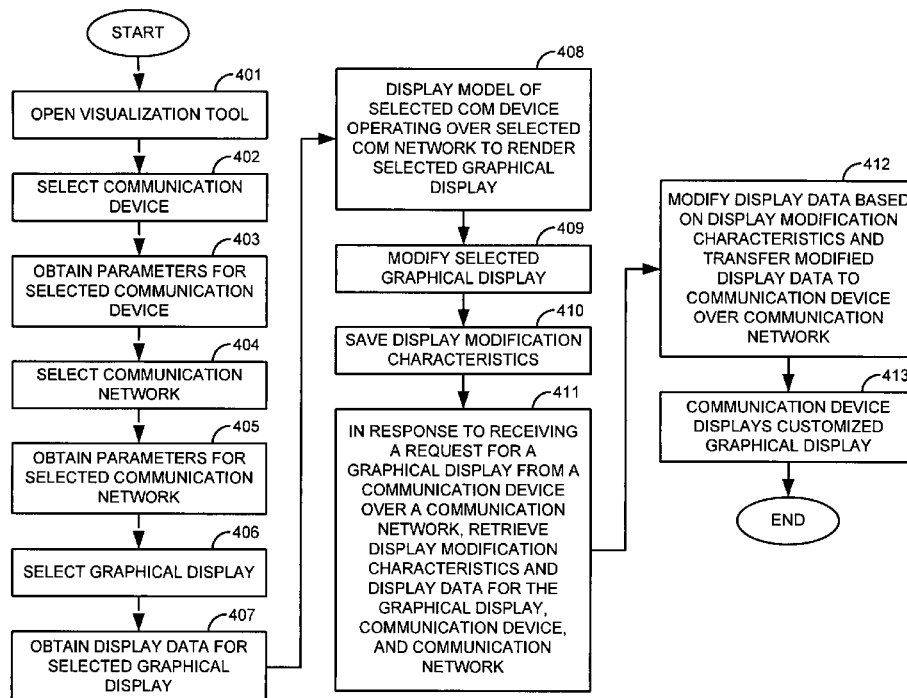 START
401
OPEN VISUALIZATION TOOL
402
SELECT COMMUNICATION
DEVICE
403
OBTAIN PARAMETERS FOR
SELECTED COMMUNICATION
DEVICE
404
SELECT COMMUNICATION
NETWORK
405
OBTAIN PARAMETERS FOR
SELECTED COMMUNICATION
NETWORK
406
SELECT GRAPHICAL DISPLAY
407
OBTAIN DISPLAY DATA FOR
SELECTED GRAPHICAL
DISPLAY
408
DISPLAY MODEL OF
SELECTED COM DEVICE
OPERATING OVER SELECTED
COM NETWORK TO RENDER
SELECTED GRAPHICAL
DISPLAY
409
MODIFY SELECTED
GRAPHICAL DISPLAY
410
SAVE DISPLAY MODIFICATION
CHARACTERISTICS
411
IN RESPONSE TO RECEIVING
A REQUEST FOR A
GRAPHICAL DISPLAY FROM A
COMMUNICATION DEVICE
OVER A COMMUNICATION
NETWORK, RETRIEVE
DISPLAY MODIFICATION
CHARACTERISTICS AND
DISPLAY DATA FOR THE
GRAPHICAL DISPLAY,
COMMUNICATION DEVICE,
AND COMMUNICATION
NETWORK
412
MODIFY DISPLAY DATA BASED
ON DISPLAY MODIFICATION
CHARACTERISTICS AND
TRANSFER MODIFIED
DISPLAY DATA TO
COMMUNICATION DEVICE
OVER COMMUNICATION
NETWORK
413
COMMUNICATION DEVICE
DISPLAYS CUSTOMIZED
GRAPHICAL DISPLAY
END